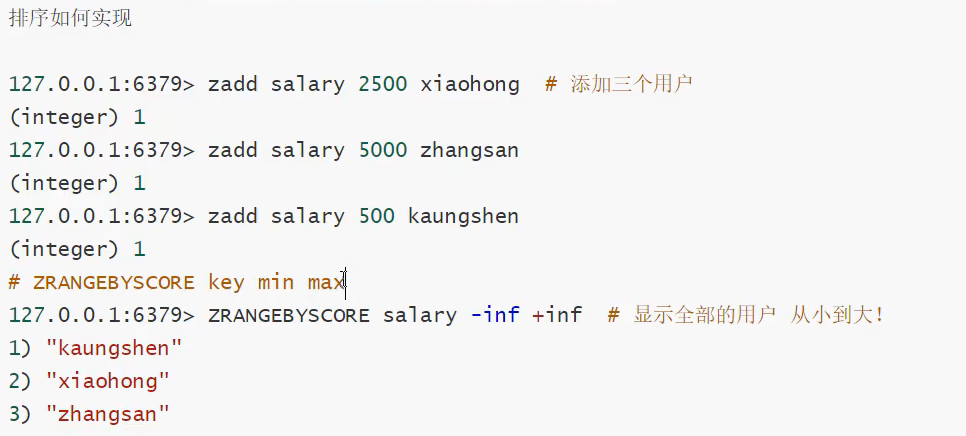 排序如何实现
127.0.0.1:6379> zadd salary 2500 xiaohong  # 添加三个用户
(integer) 1
127.0.0.1:6379> zadd salary 5000 zhangsan
(integer) 1
127.0.0.1:6379> zadd salary 500 kaungshen
(integer) 1
# ZRANGEBYSCORE key min max
127.0.0.1:6379> ZRANGEBYSCORE salary -inf +inf  # 显示全部的用户 从小到大!
1) "kaungshen"
2) "xiaohong"
3) "zhangsan"